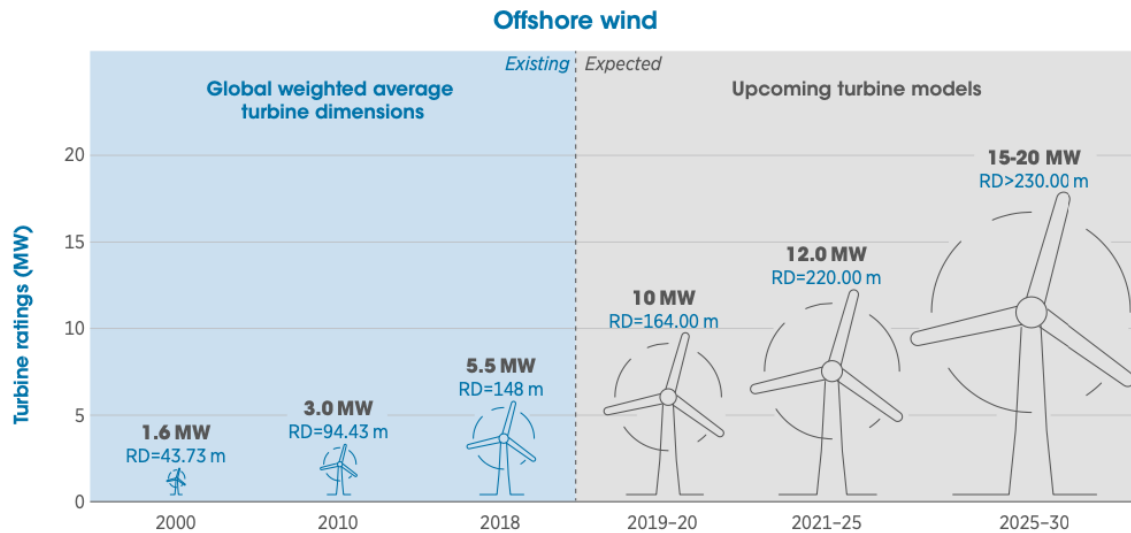 Offshore wind
Existing
Expected
Global weighted average
turbine dimensions
Upcoming turbine models
Turbine ratings (MW)
20
15
10
5
0
1.6 MW
RD=43.73 m
3.0 MW
RD=94.43 m
5.5 MW
RD=148 m
10 MW
RD=164.00 m
12.0 MW
RD=220.00 m
15-20 MW
RD>230.00 m
2000
2010
2018
2019–20
2021–25
2025–30